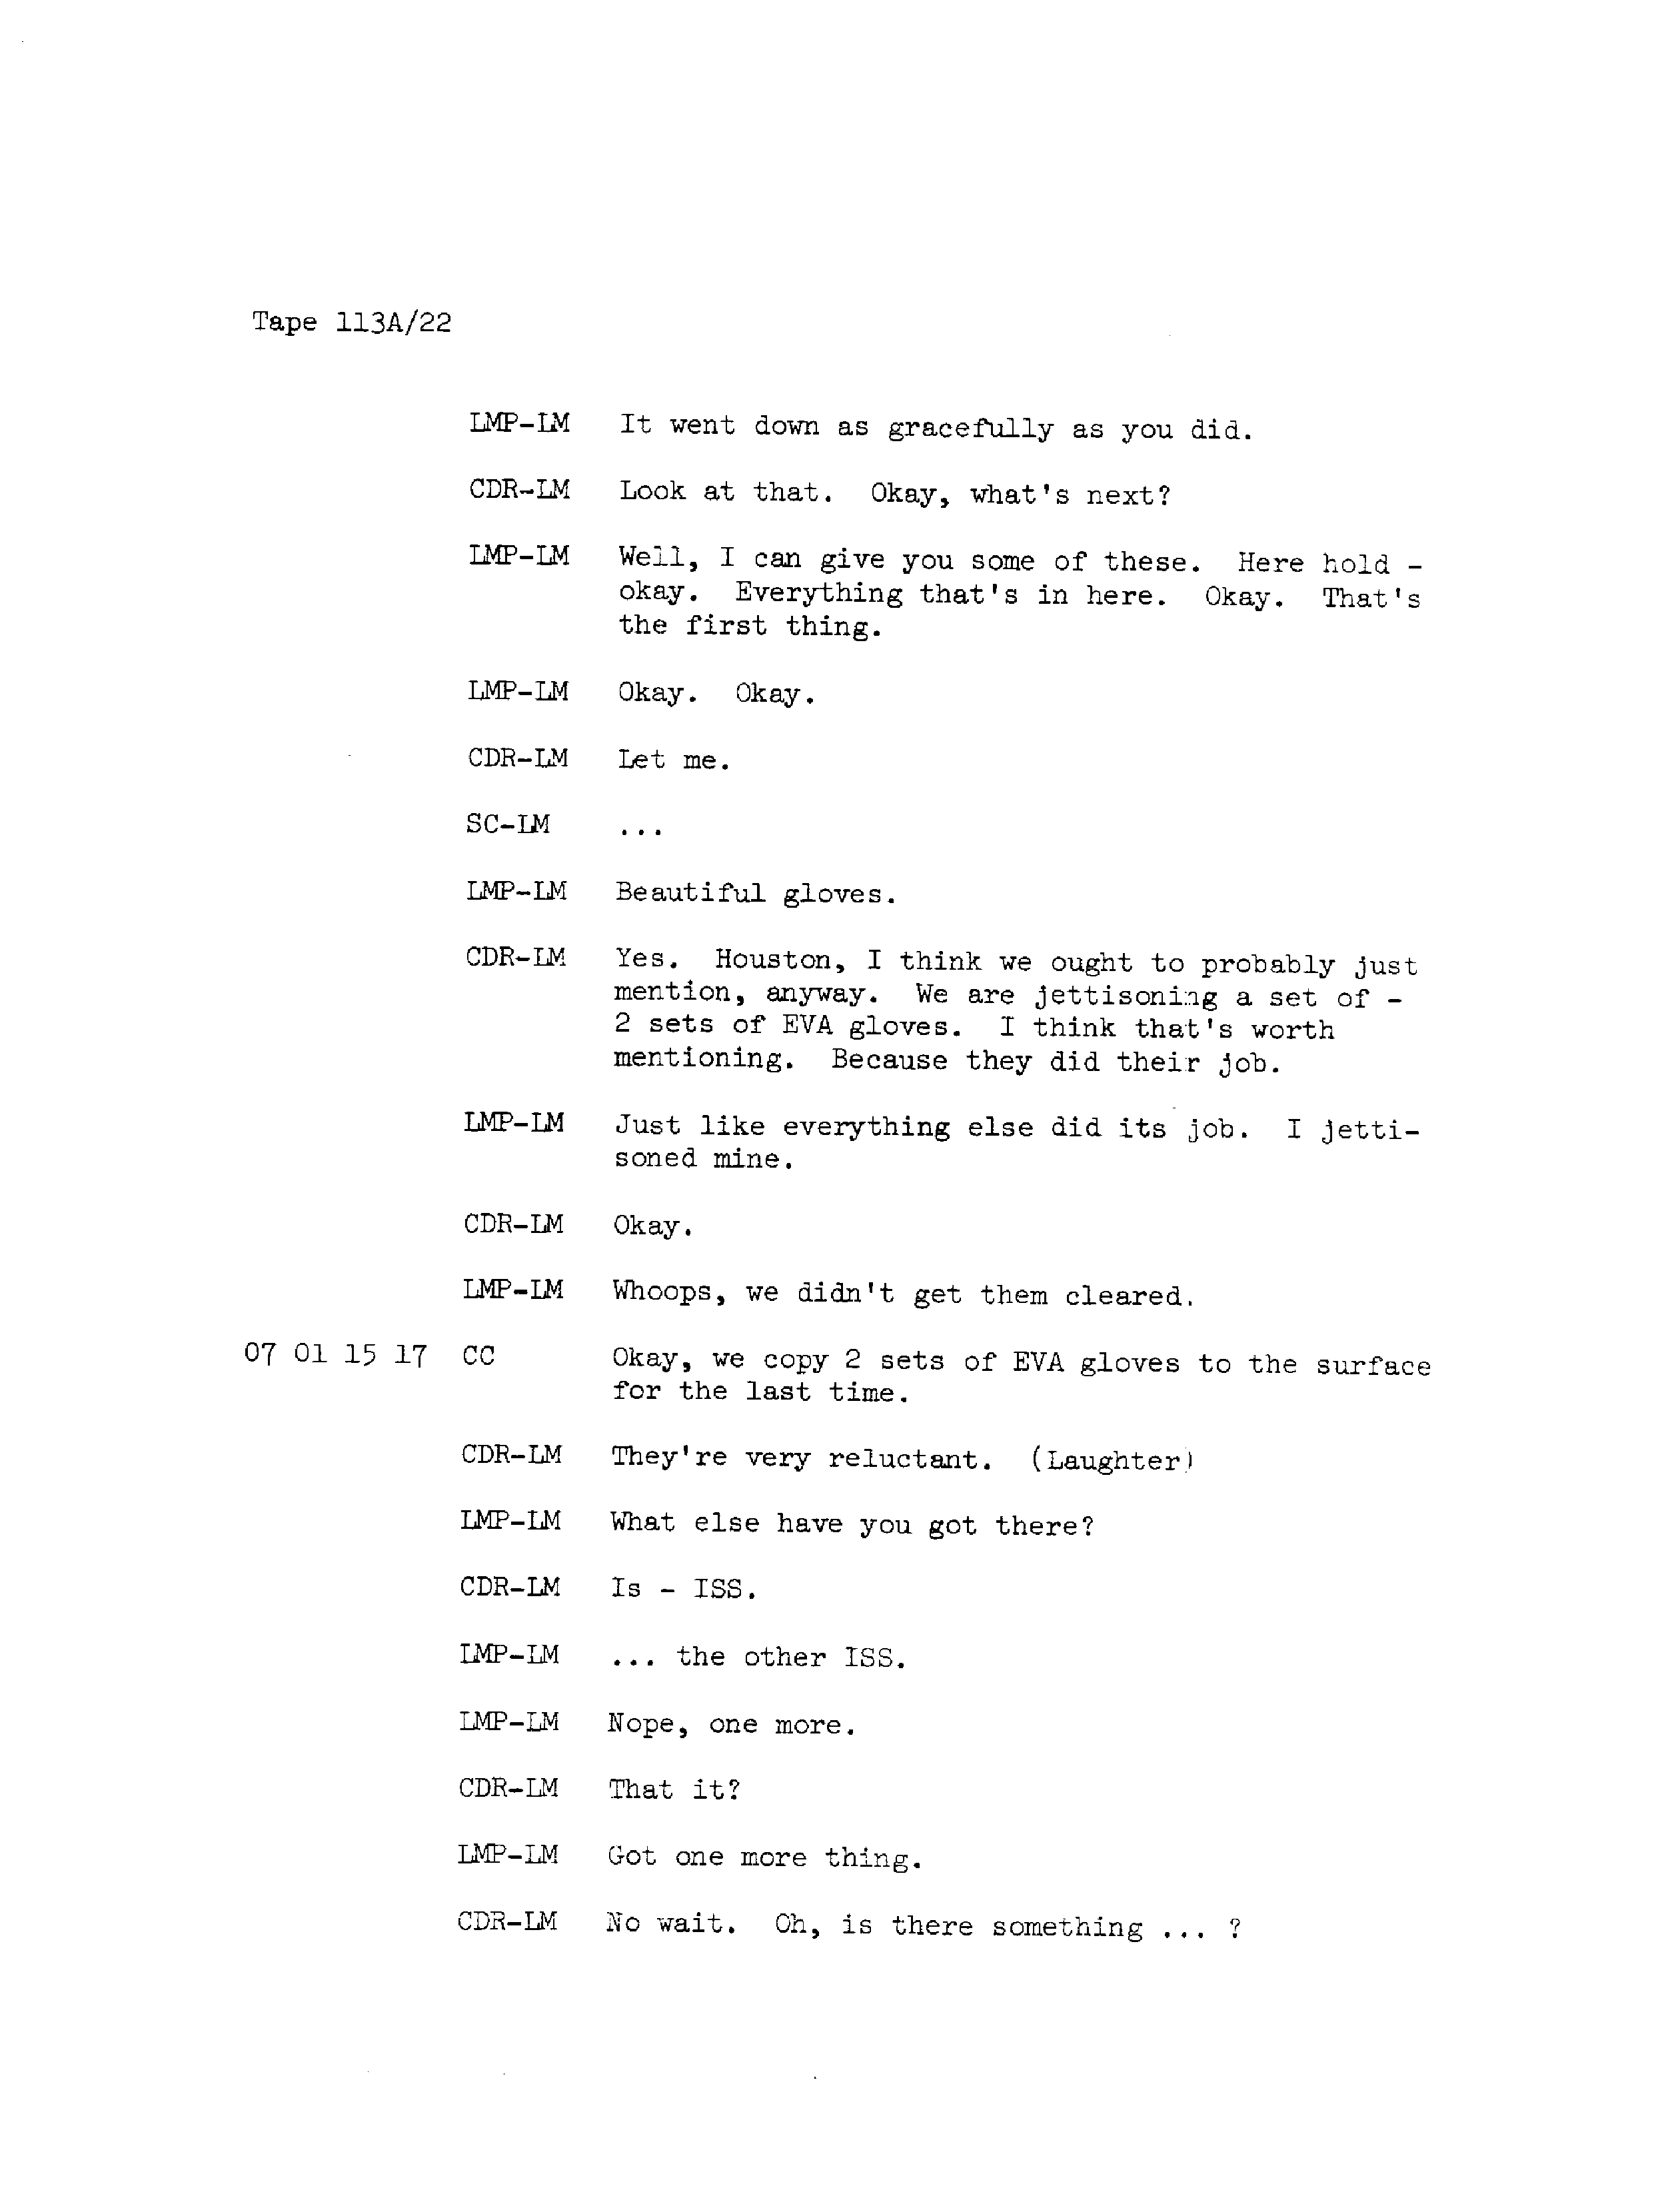 Tape 113A/22
LMP-LM It went down as gracefully as you did.
CDR-LM Look at that. Okay, what's next?
LMP-LM Well, I can give you some of these. Here hold -
okay. Everything that's in here. Okay. That's
the first thing.
LMP-LM Okay. Okay.
CDR-LM Let me.
SC-LM ...
LMP-LM Beautiful gloves.
CDR-LM Yes. Houston, I think we ought to probably just
mention, anyway. We are jettisoning a set of -
2 sets of EVA gloves. I think that's worth
mentioning. Because they did their job.
LMP-LM Just like everything else did its job. I jetti-
soned mine.
CDR-LM Okay.
LMP-LM Whoops, we didn't get them cleared.
07 01 15 17 CC Okay, we copy 2 sets of EVA gloves to the surface
for the last time.
CDR-LM They're very reluctant. (Laughter)
LMP-LM What else have you got there?
CDR-LM Is - ISS.
LMP-LM ... the other ISS.
LMP-LM Nope, one more.
CDR-LM That it?
LMP-LM Got one more thing.
CDR-LM No wait. Oh, is there something ... ?